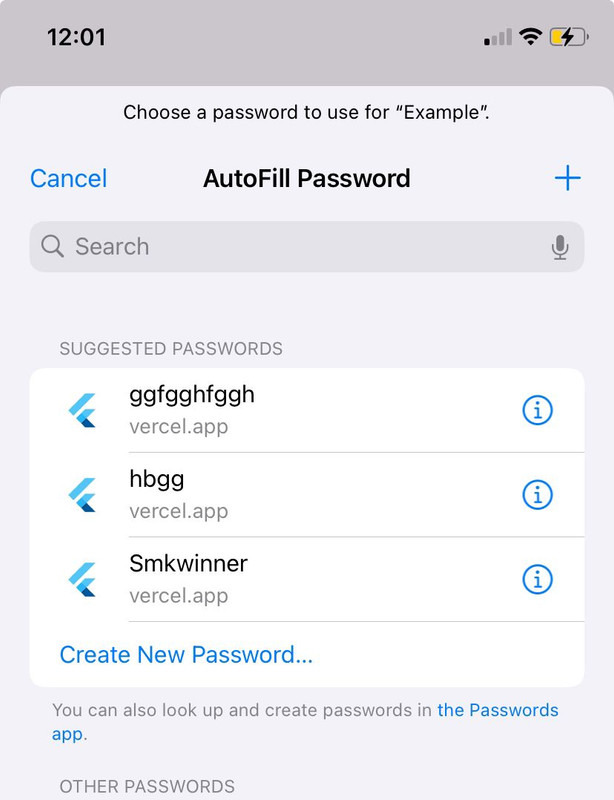 12:01
Choose a password to use for “Example”.
Cancel
AutoFill Password
Search
SUGGESTED PASSWORDS
ggfgghfggh
vercel.app
hbgg
vercel.app
Smkwinner
vercel.app
Create New Password...
You can also look up and create passwords in the Passwords
app.
OTHER PASSWORDS